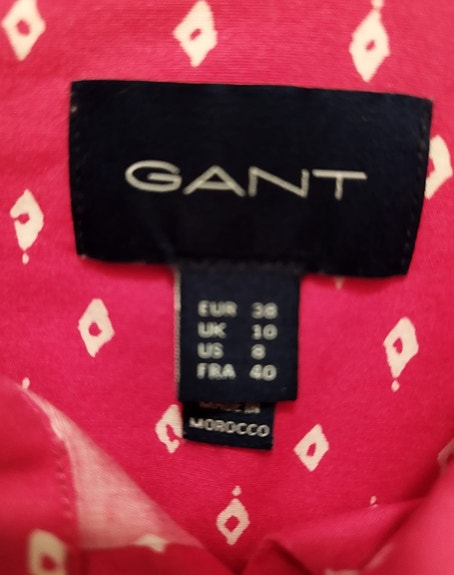 GANT
EUR 38
UK 10
US 8
FRA 40
MADE IN
MOROCCO